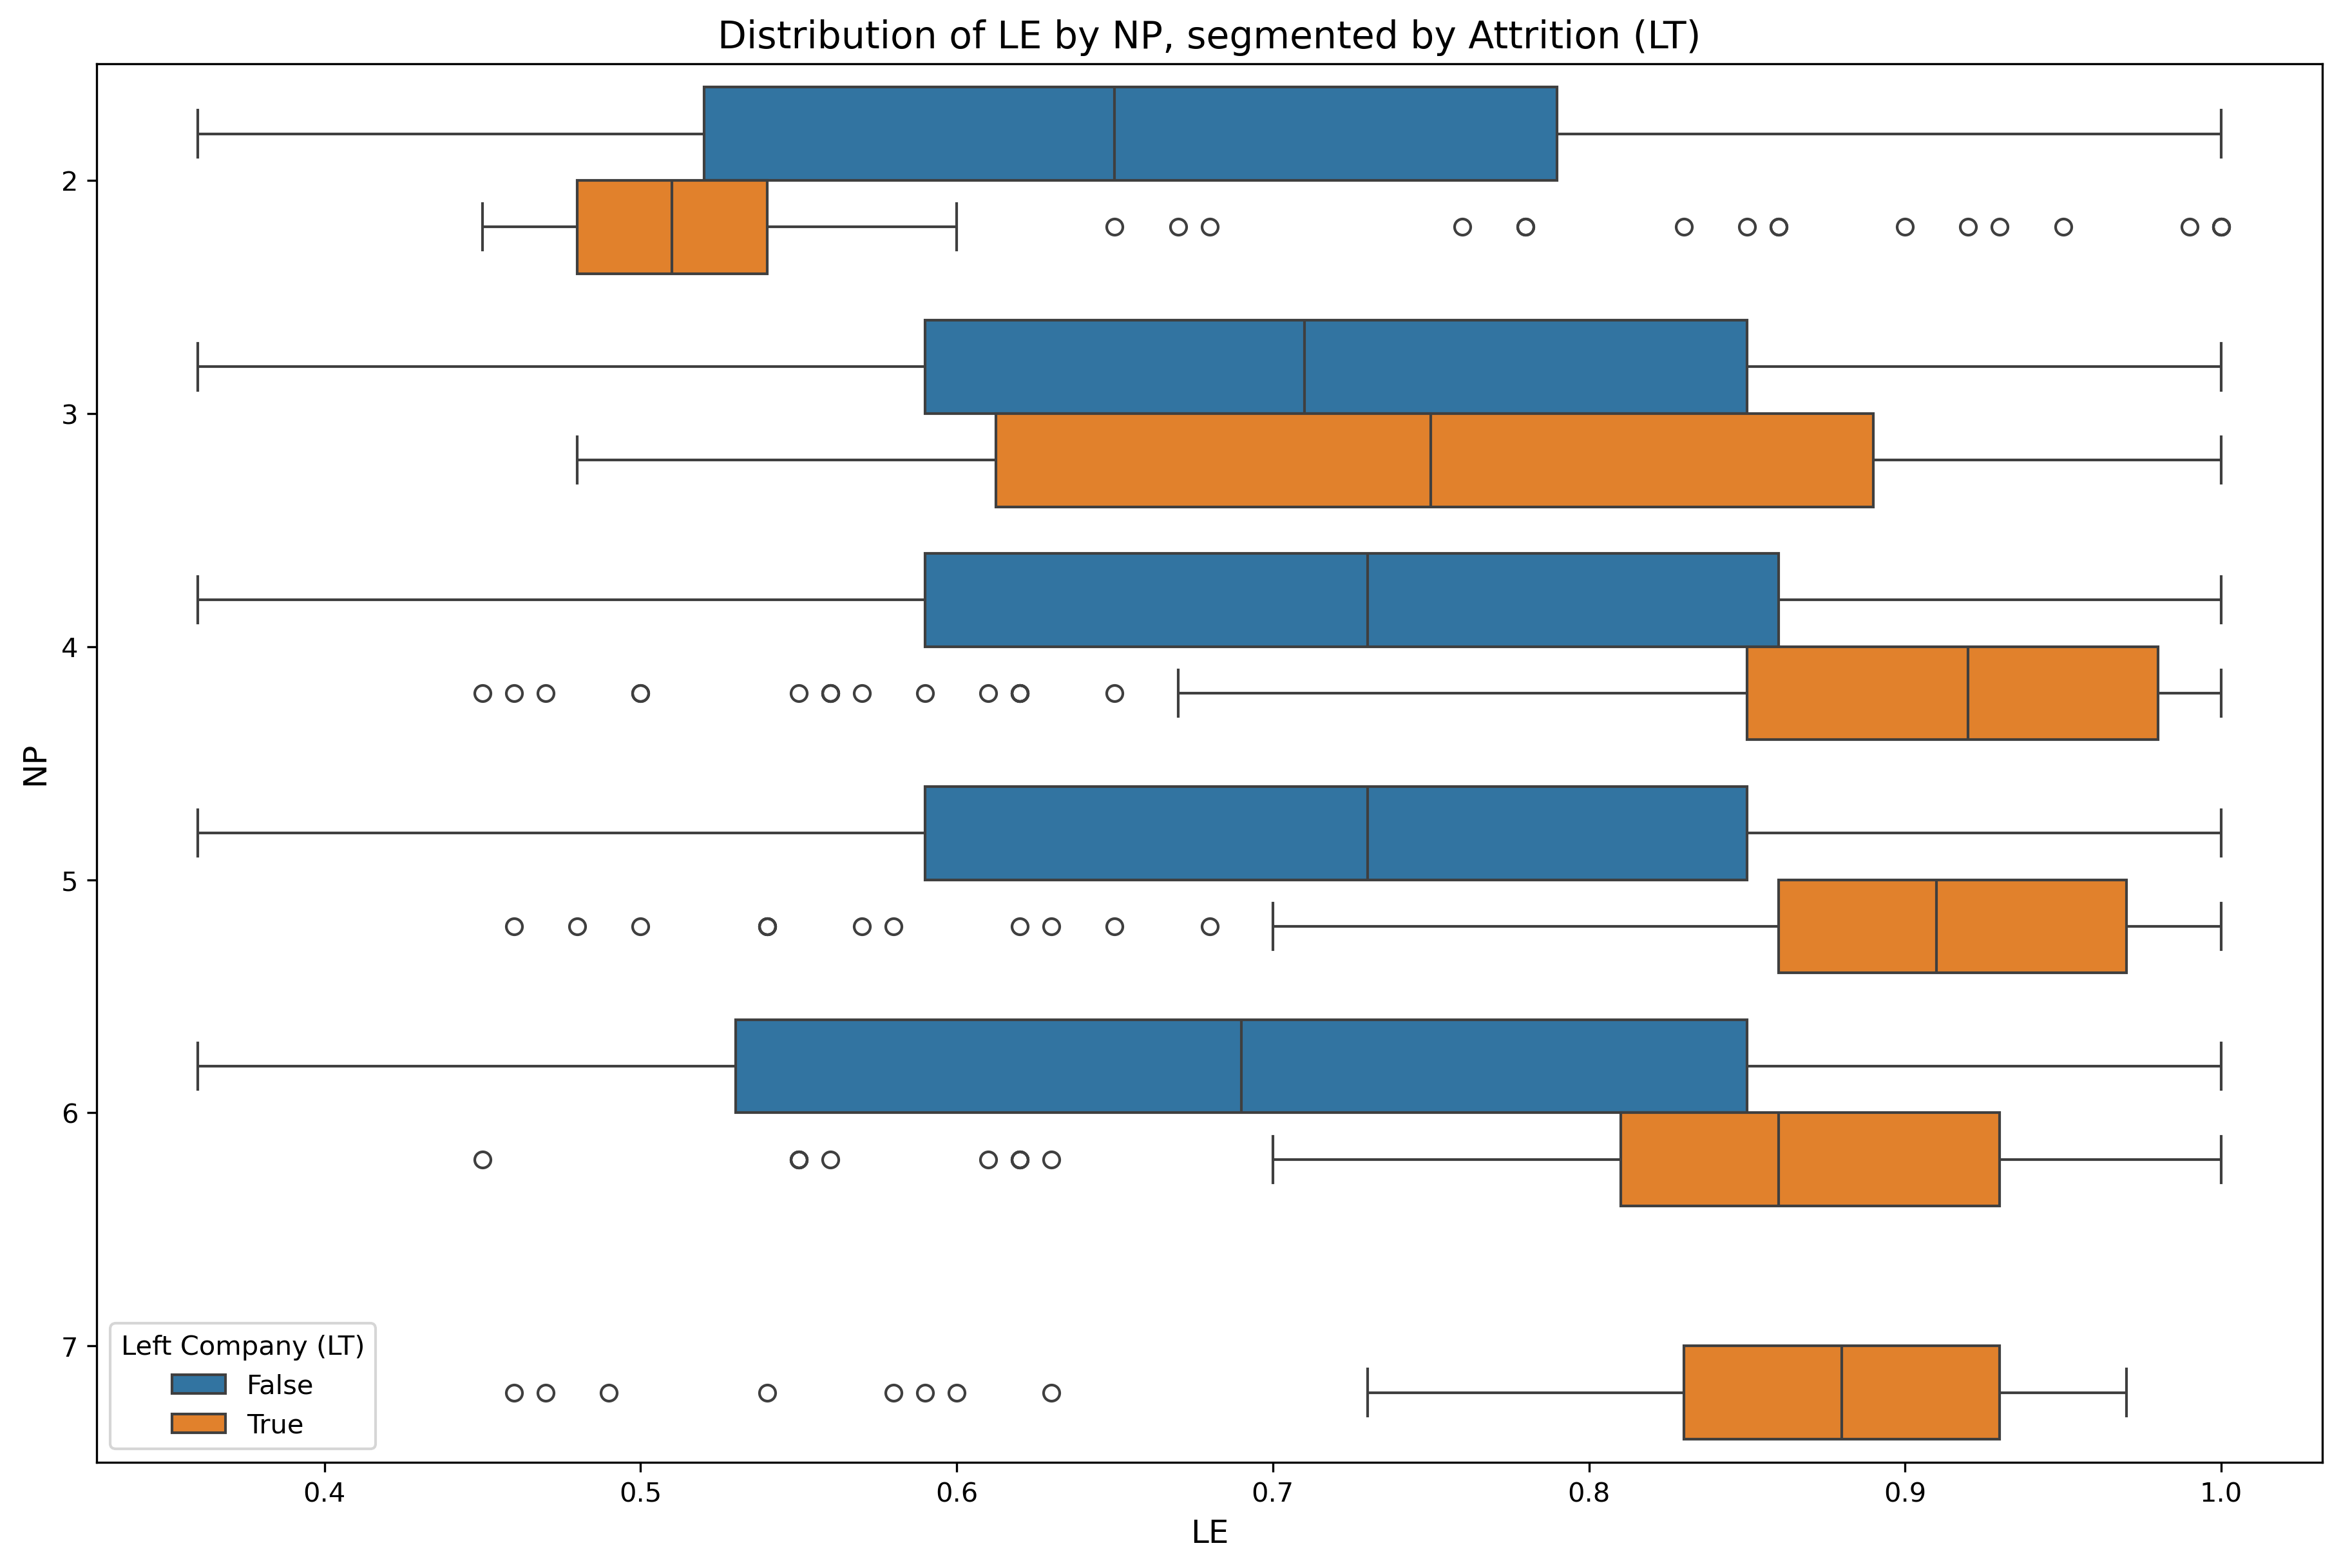 Distribution of LE by NP, segmented by Attrition (LT)
NP
2
3
4
5
6
7
Left Company (LT)
False
True
0.4 0.5 0.6 0.7 0.8 0.9 1.0
LE